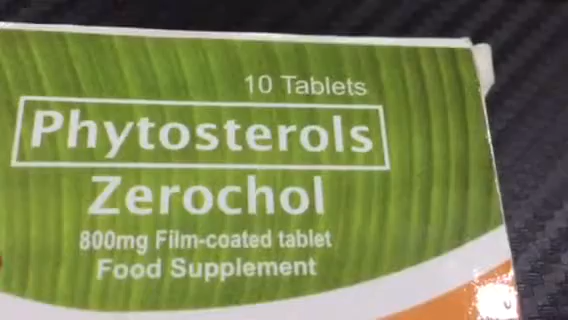 10 Tablets
Phytosterols
Zerochol
800mg Film-coated tablet
Food Supplement